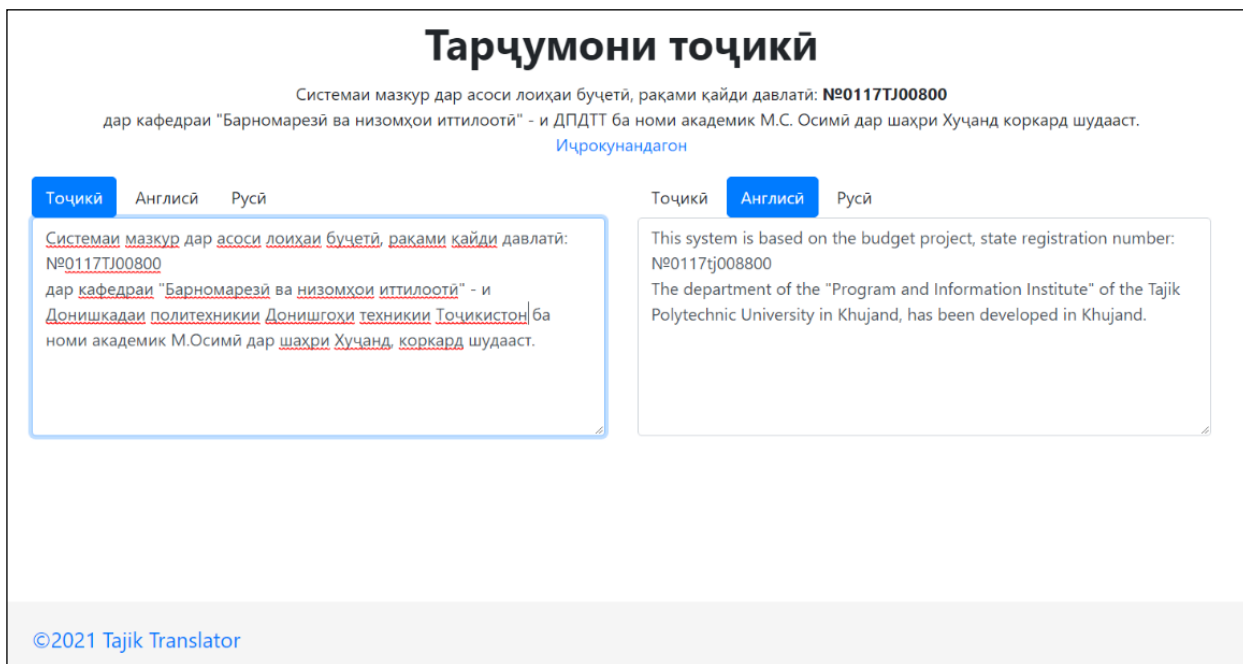 Тарҷумони тоҷикӣ
Системаи мазкур дар асоси лоиҳаи буҷетӣ, рақами қайди давлатӣ: №0117TJ00800
дар кафедраи "Барномарезӣ ва низомҳои иттилоотӣ" - и ДПДТТ ба номи академик М.С. Осимӣ дар шаҳри Хуҷанд коркард шудааст.
Иҷрокунандагон
Тоҷикӣ Англисӣ Русӣ
Системаи мазкур дар асоси лоиҳаи буҷетӣ, рақами қайди давлатӣ:
№0117TJ00800
дар кафедраи "Барномарезӣ ва низомҳои иттилоотӣ" - и
Донишкадаи политехникии Донишгоҳи техникии Тоҷикистон ба
номи академик М.Осимӣ дар шаҳри Хуҷанд, коркард шудааст.
Тоҷикӣ Англисӣ Русӣ
This system is based on the budget project, state registration number:
№0117tj008800
The department of the "Program and Information Institute" of the Tajik
Polytechnic University in Khujand, has been developed in Khujand.
©2021 Tajik Translator